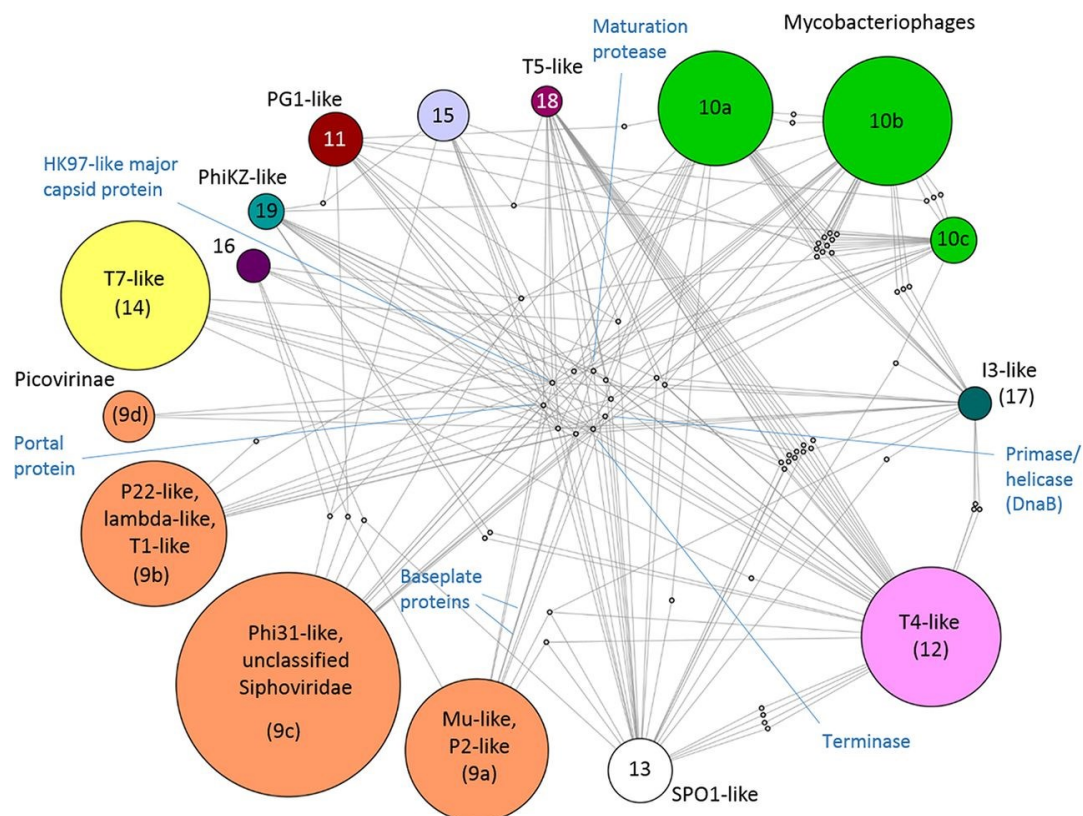 Maturation
protease
Mycobacteriophages
T5-like
18
10a
10b
PG1-like
11
15
HK97-like major
capsid protein
PhiKZ-like
19
10c
16
T7-like
(14)
I3-like
(17)
Picovirinae
(9d)
Portal
protein
Primase/
helicase
(DnaB)
P22-like,
lambda-like,
T1-like
(9b)
Baseplate
proteins
Phi31-like,
unclassified
Siphoviridae
(9c)
T4-like
(12)
Mu-like,
P2-like
(9a)
Terminase
13
SPO1-like